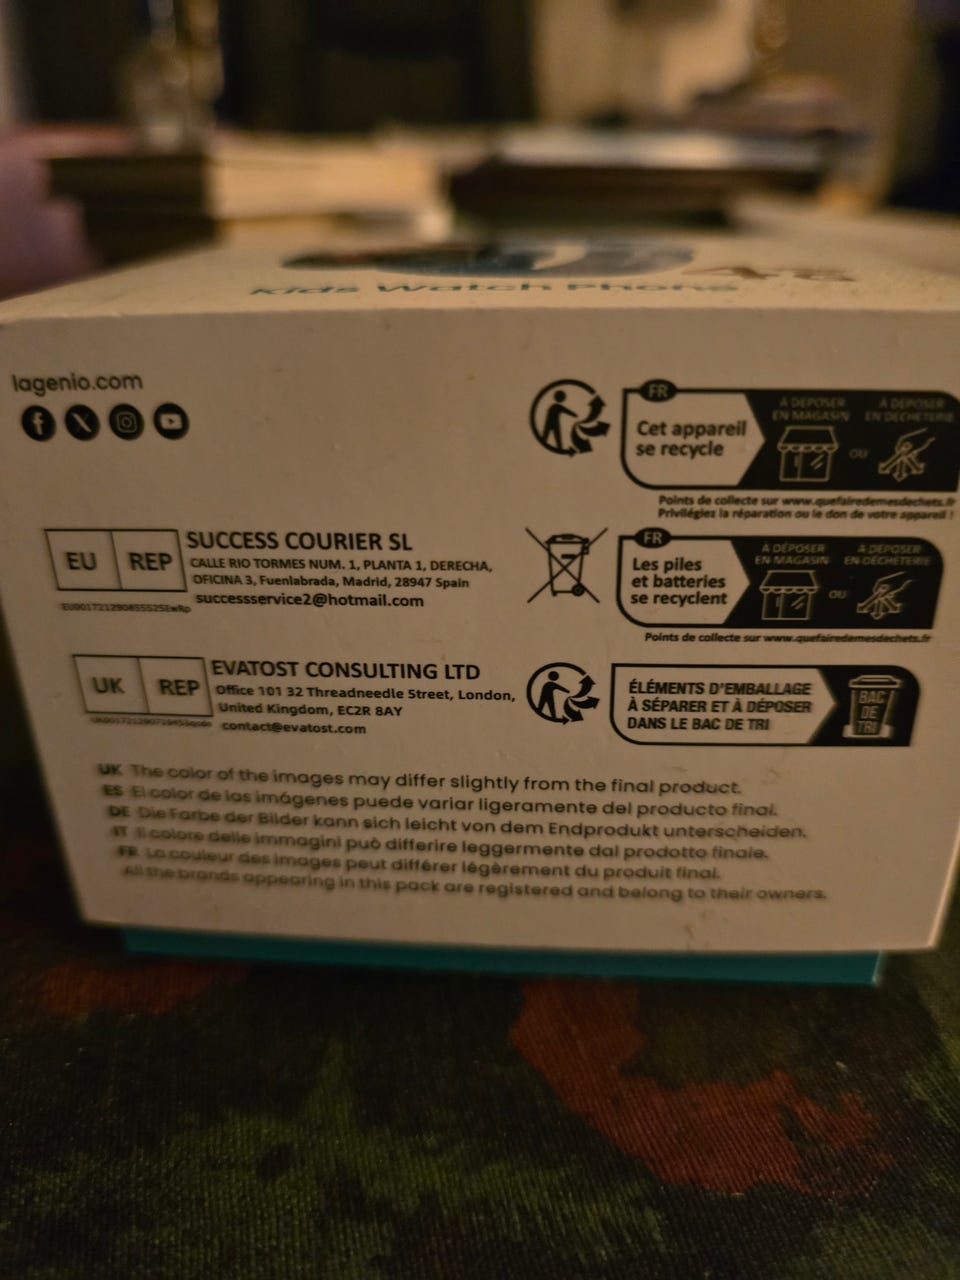 Kids Watch Phone
lagenio.com
FR
Cet appareil
se recycle
À DÉPOSER
EN MAGASIN
OU
À DÉPOSER
EN DÉCHÈTERIE
Points de collecte sur www.quefairedemesdechets.fr
Privilégiez la réparation ou le don de votre appareil !
EU REP
SUCCESS COURIER SL
CALLE RIO TORMES NUM. 1, PLANTA 1, DERECHA,
OFICINA 3, Fuenlabrada, Madrid, 28947 Spain
successservice2@hotmail.com
FR
Les piles
et batteries
se recyclent
À DÉPOSER
EN MAGASIN
OU
À DÉPOSER
EN DÉCHÈTERIE
Points de collecte sur www.quefairedemesdechets.fr
UK REP
EVATOST CONSULTING LTD
Office 101 32 Threadneedle Street, London,
United Kingdom, EC2R 8AY
contact@evatost.com
ÉLÉMENTS D'EMBALLAGE
À SÉPARER ET À DÉPOSER
DANS LE BAC DE TRI
BAC
DE
TRI
UK The color of the images may differ slightly from the final product.
ES El color de las imágenes puede variar ligeramente del producto final.
DE Die Farbe der Bilder kann sich leicht von dem Endprodukt unterscheiden.
IT Il colore delle immagini può differire leggermente dal prodotto finale.
FR La couleur des images peut différer légèrement du produit final.
All the brands appearing in this pack are registered and belong to their owners.